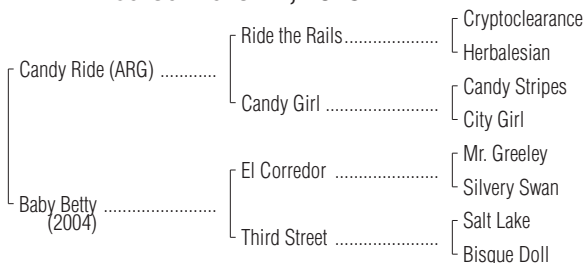 Cryptoclearance
Ride the Rails
Herbalesian
Candy Ride (ARG)
Candy Stripes
Candy Girl
City Girl
Mr. Greeley
El Corredor
Silvery Swan
Baby Betty
(2004)
Salt Lake
Third Street
Bisque Doll